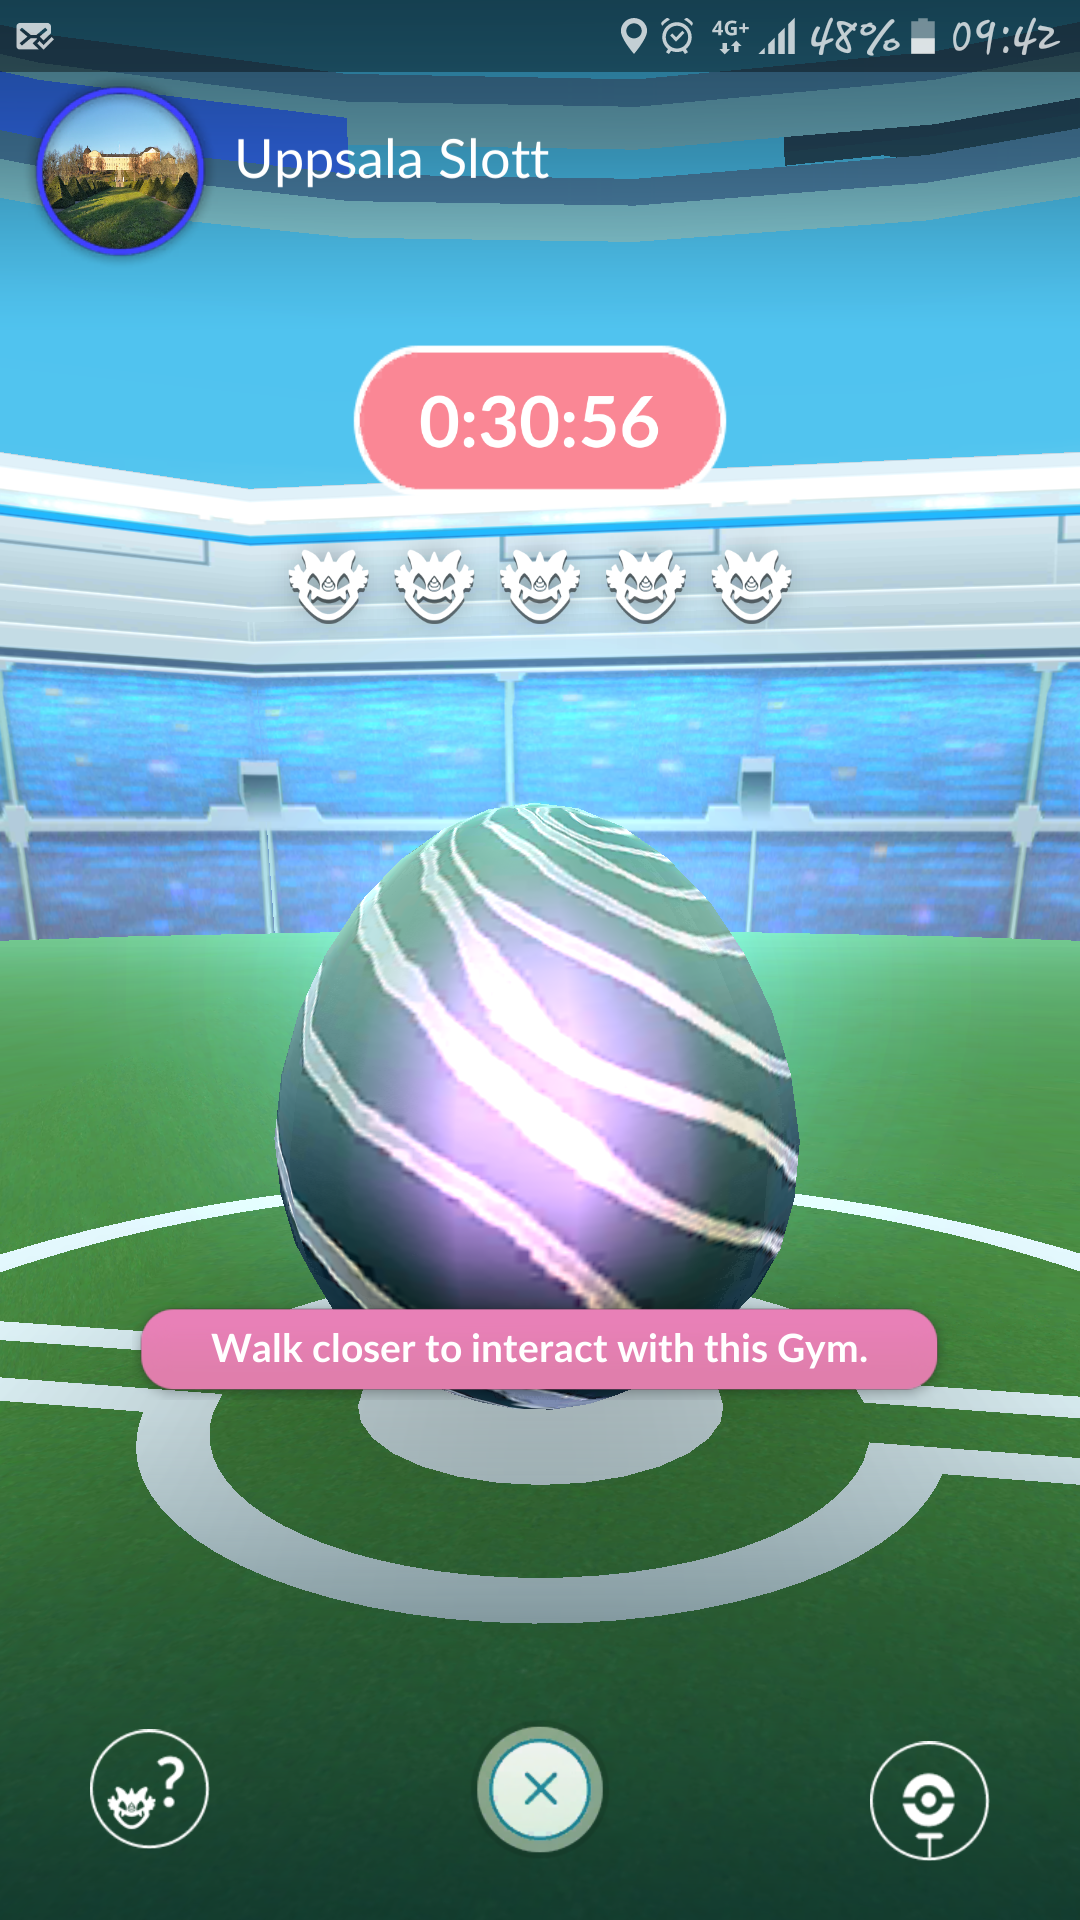 4G+ 48% 09:42
Uppsala Slott
0:30:56
Walk closer to interact with this Gym.
?